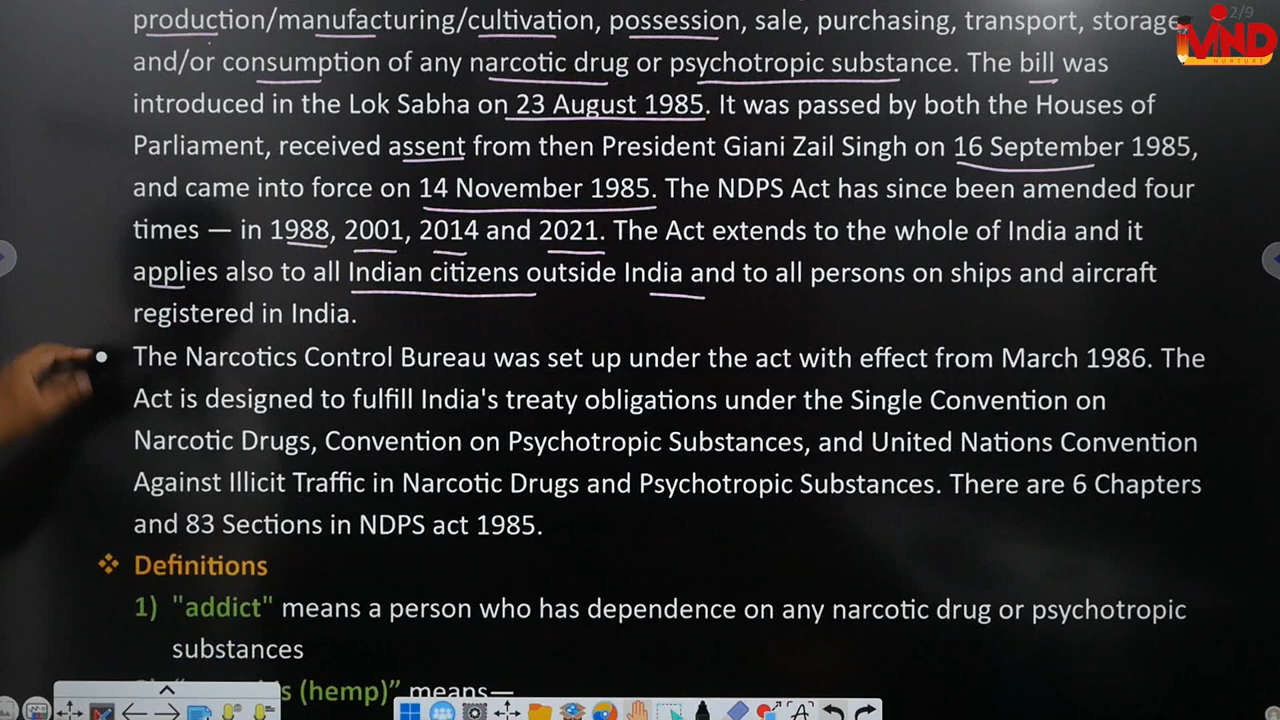 2/9
MIND
NURTURE
production/manufacturing/cultivation, possession, sale, purchasing, transport, storage,
and/or consumption of any narcotic drug or psychotropic substance. The bill was
introduced in the Lok Sabha on 23 August 1985. It was passed by both the Houses of
Parliament, received assent from then President Giani Zail Singh on 16 September 1985,
and came into force on 14 November 1985. The NDPS Act has since been amended four
times — in 1988, 2001, 2014 and 2021. The Act extends to the whole of India and it
applies also to all Indian citizens outside India and to all persons on ships and aircraft
registered in India.
• The Narcotics Control Bureau was set up under the act with effect from March 1986. The
Act is designed to fulfill India's treaty obligations under the Single Convention on
Narcotic Drugs, Convention on Psychotropic Substances, and United Nations Convention
Against Illicit Traffic in Narcotic Drugs and Psychotropic Substances. There are 6 Chapters
and 83 Sections in NDPS act 1985.
❖ Definitions
1) "addict" means a person who has dependence on any narcotic drug or psychotropic
substances
(hemp)” means—